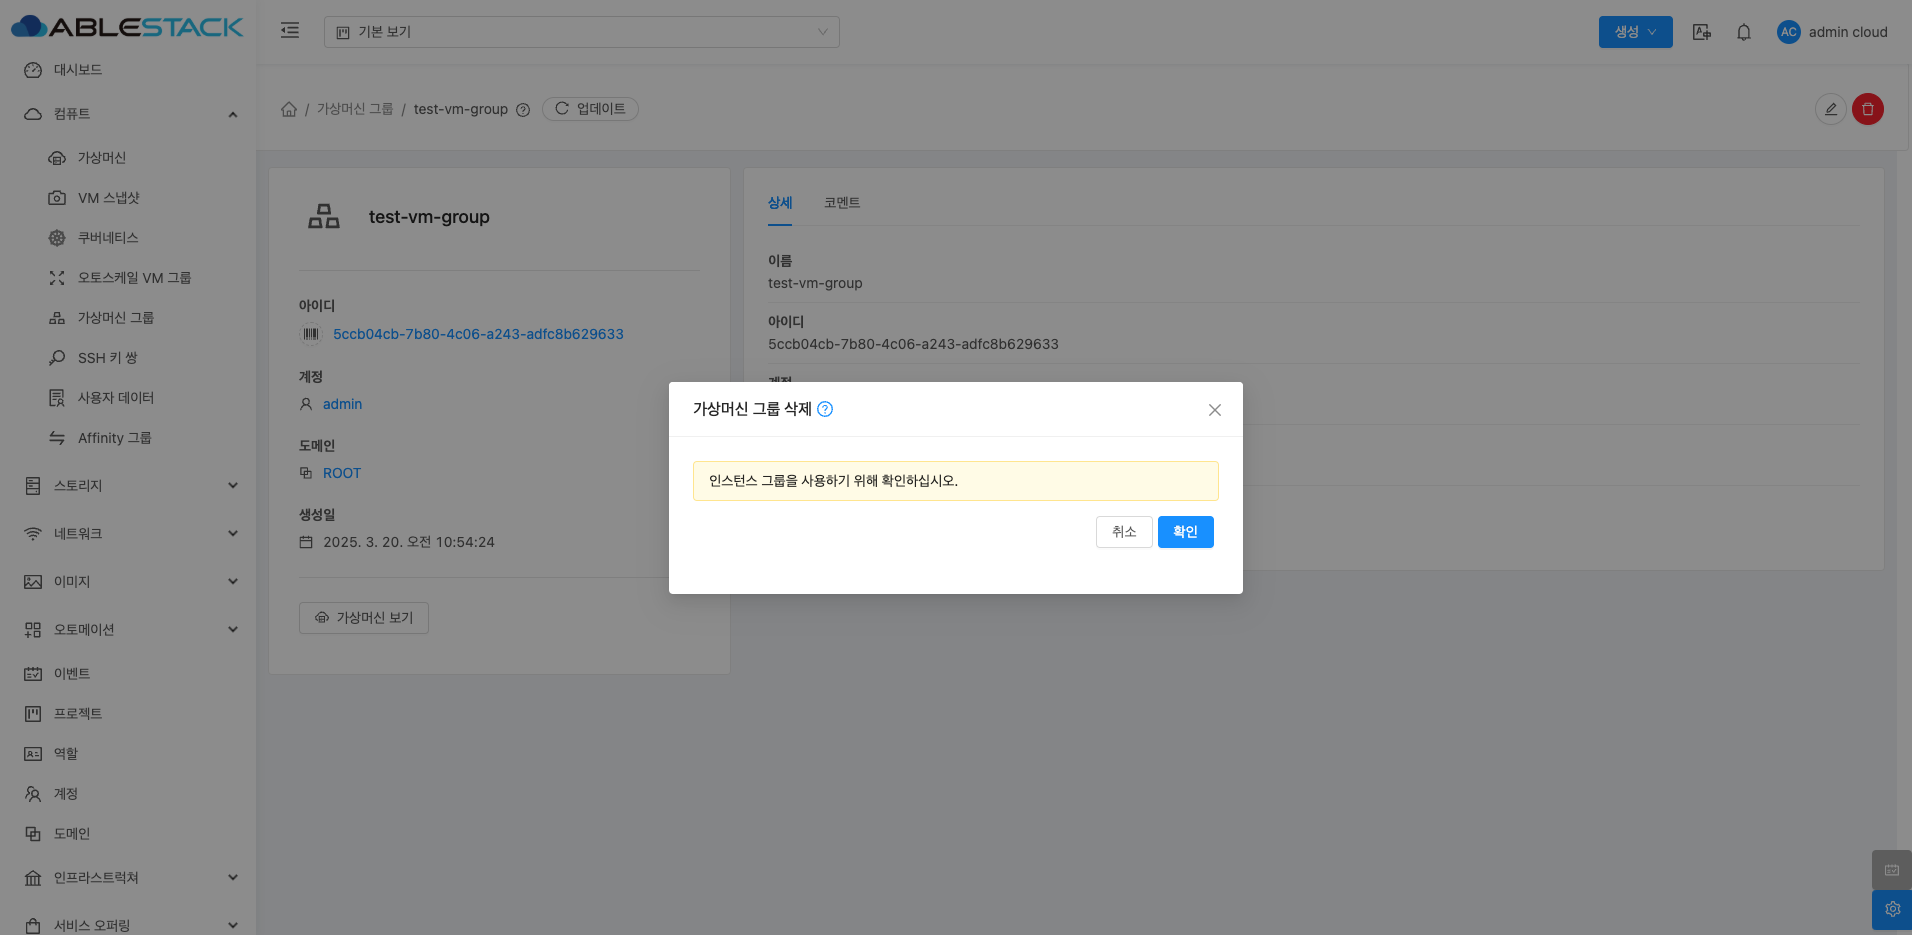 ABLESTACK
기본 보기
생성
AC
admin cloud
대시보드
컴퓨트
가상머신
VM 스냅샷
쿠버네티스
오토스케일 VM 그룹
가상머신 그룹
SSH 키 쌍
사용자 데이터
Affinity 그룹
스토리지
네트워크
이미지
오토메이션
이벤트
프로젝트
역할
계정
도메인
인프라스트럭쳐
서비스 오퍼링
/ 가상머신 그룹 / test-vm-group
업데이트
test-vm-group
아이디
5ccb04cb-7b80-4c06-a243-adfc8b629633
계정
admin
도메인
ROOT
생성일
2025. 3. 20. 오전 10:54:24
가상머신 보기
상세
코멘트
이름
test-vm-group
아이디
5ccb04cb-7b80-4c06-a243-adfc8b629633
계정
가상머신 그룹 삭제
인스턴스 그룹을 사용하기 위해 확인하십시오.
취소
확인